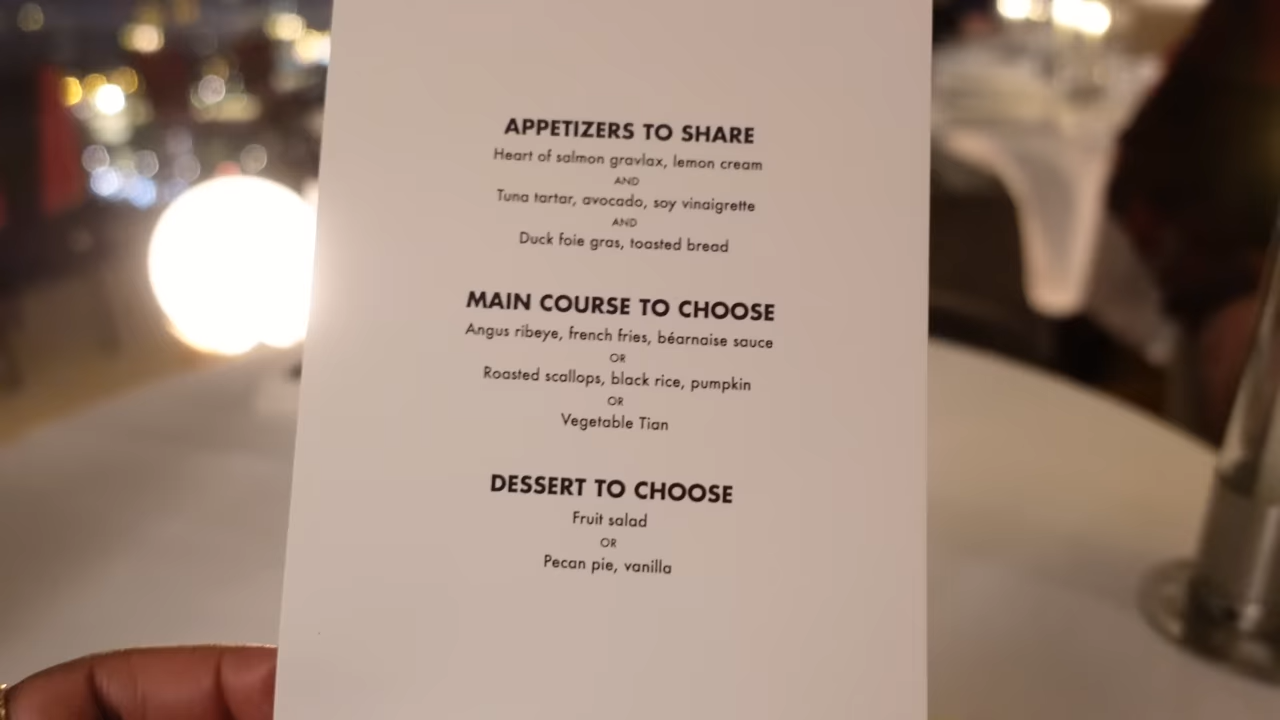 APPETIZERS TO SHARE
Heart of salmon gravlax, lemon cream
AND
Tuna tartar, avocado, soy vinaigrette
AND
Duck foie gras, toasted bread
MAIN COURSE TO CHOOSE
Angus ribeye, french fries, béarnaise sauce
OR
Roasted scallops, black rice, pumpkin
OR
Vegetable Tian
DESSERT TO CHOOSE
Fruit salad
OR
Pecan pie, vanilla